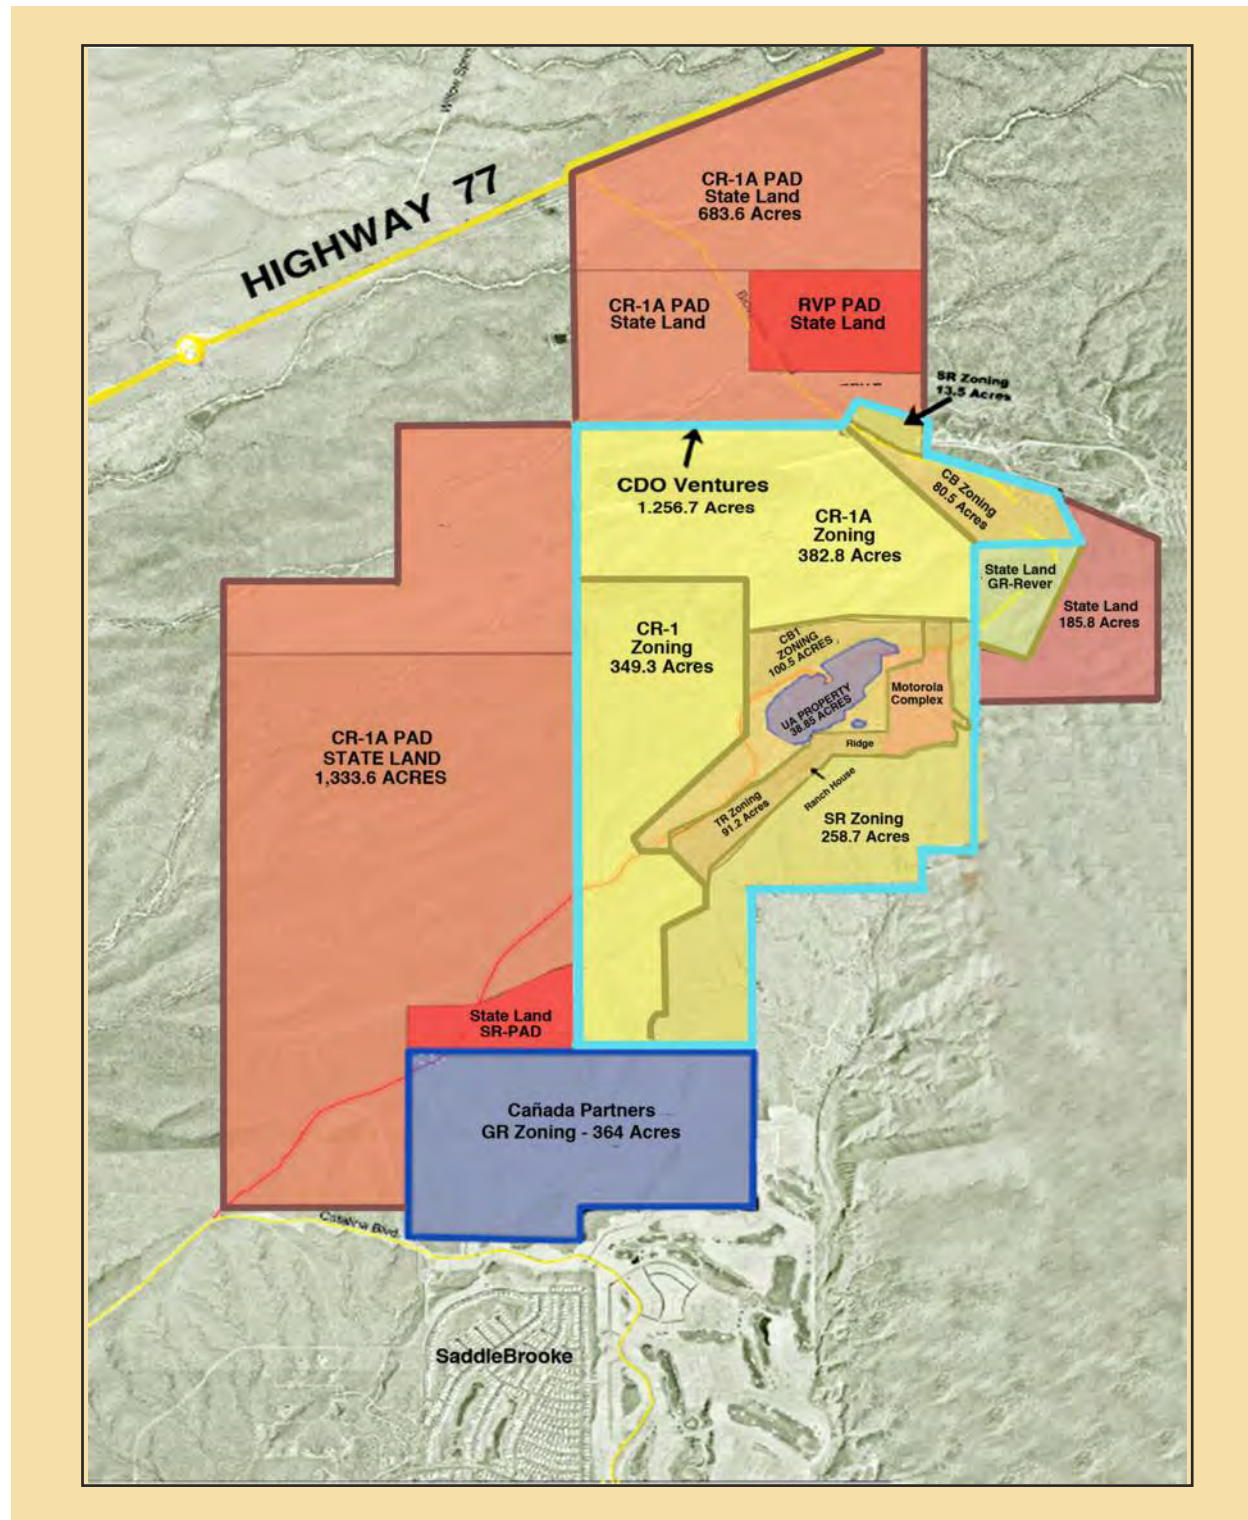 Willow Spri
HIGHWAY 77
CR-1A PAD
State Land
683.6 Acres
CR-1A PAD
State Land
RVP PAD
State Land
SR Zoning
13.5 Acres
CDO Ventures
1.256.7 Acres
CR-1A
Zoning
382.8 Acres
CB Zoning
80.5 Acres
State Land
GR-Rever
State Land
185.8 Acres
CR-1
Zoning
349.3 Acres
CB1
ZONING
100.5 ACRES
UA PROPERTY
38.85 ACRES
Motorola
Complex
Ridge
Ranch House
TR Zoning
91.2 Acres
SR Zoning
258.7 Acres
CR-1A PAD
STATE LAND
1,333.6 ACRES
State Land
SR-PAD
Cañada Partners
GR Zoning - 364 Acres
Catalina Blvd.
SaddleBrooke